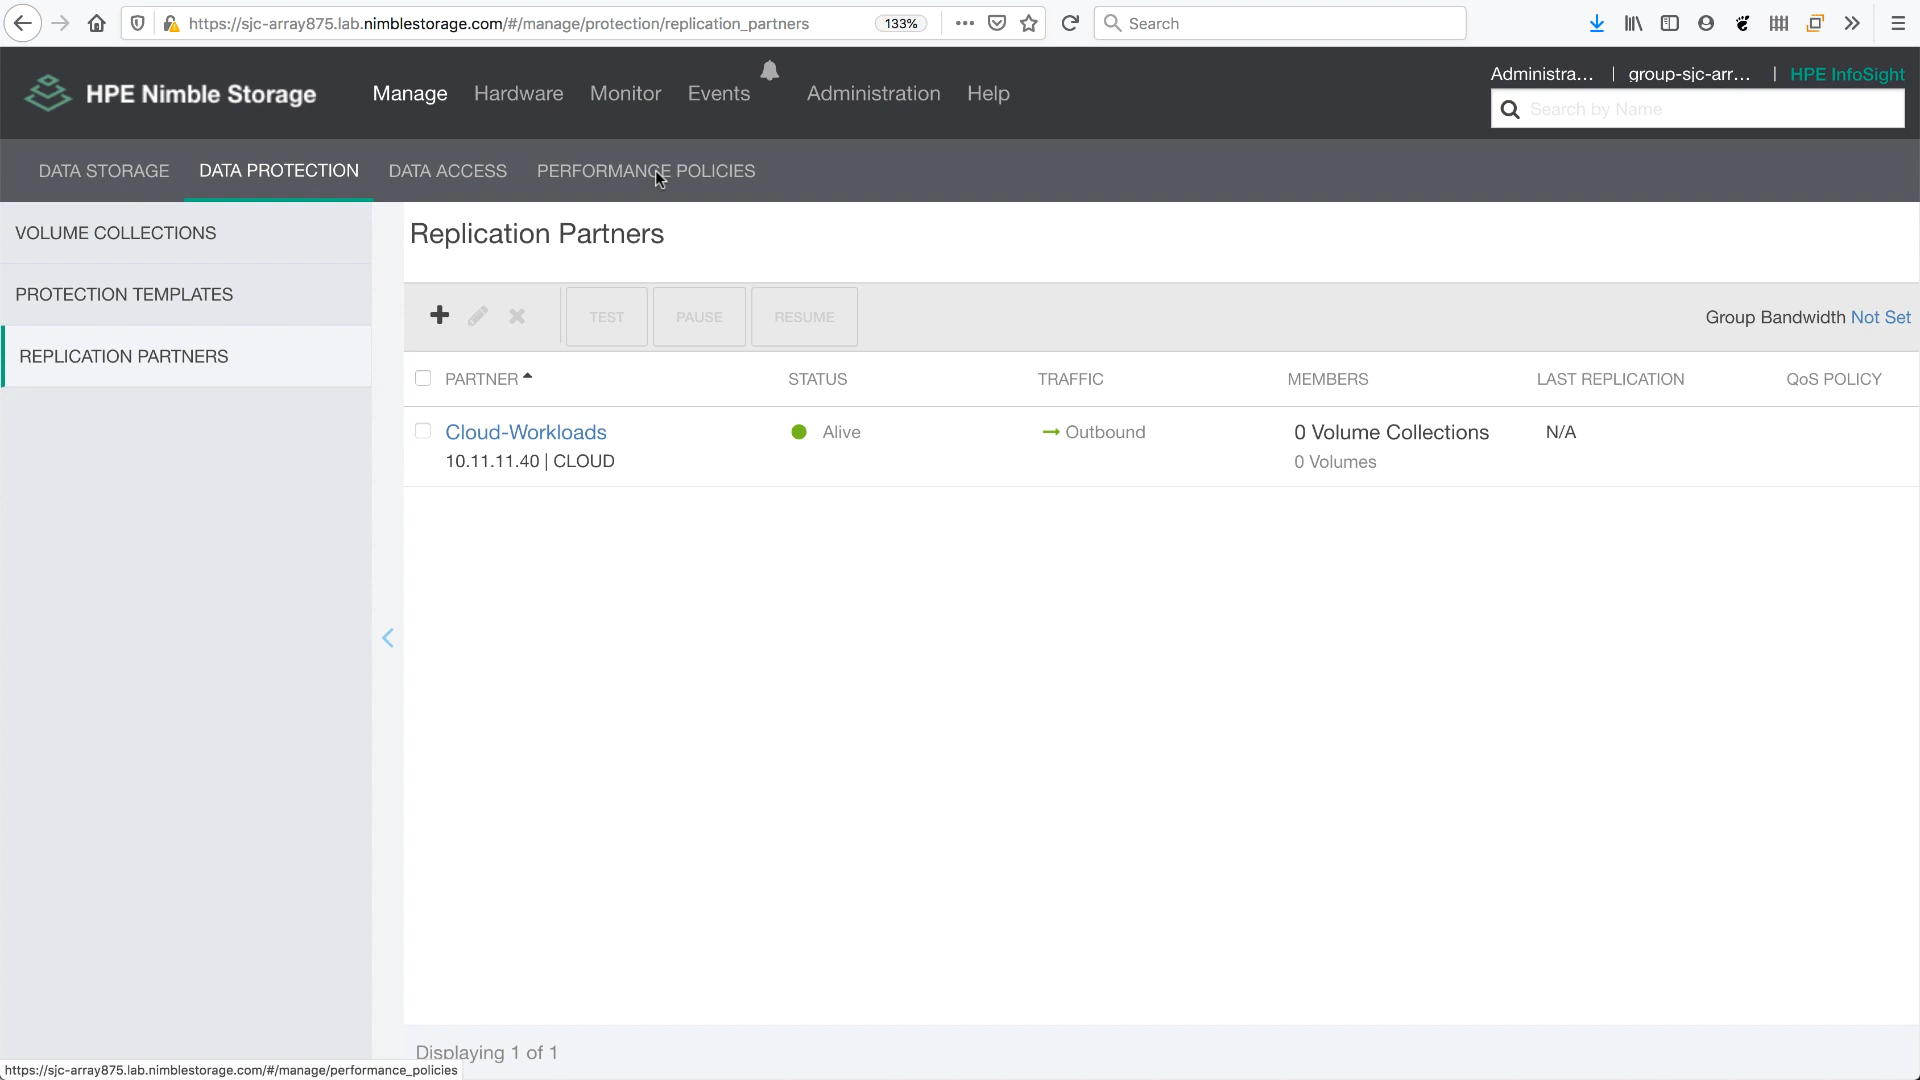 https://sjc-array875.lab.nimblestorage.com/#/manage/protection/replication_partners
133%
Search
HPE Nimble Storage
Manage
Hardware
Monitor
Events
Administration
Help
Administra... | group-sjc-arr... | HPE InfoSight
Search by Name
DATA STORAGE
DATA PROTECTION
DATA ACCESS
PERFORMANCE POLICIES
VOLUME COLLECTIONS
PROTECTION TEMPLATES
REPLICATION PARTNERS
Replication Partners
TEST
PAUSE
RESUME
Group Bandwidth Not Set
PARTNER
STATUS
TRAFFIC
MEMBERS
LAST REPLICATION
QoS POLICY
Cloud-Workloads
Alive
Outbound
0 Volume Collections
N/A
10.11.11.40 | CLOUD
0 Volumes
Displaying 1 of 1
https://sjc-array875.lab.nimblestorage.com/#/manage/performance_policies